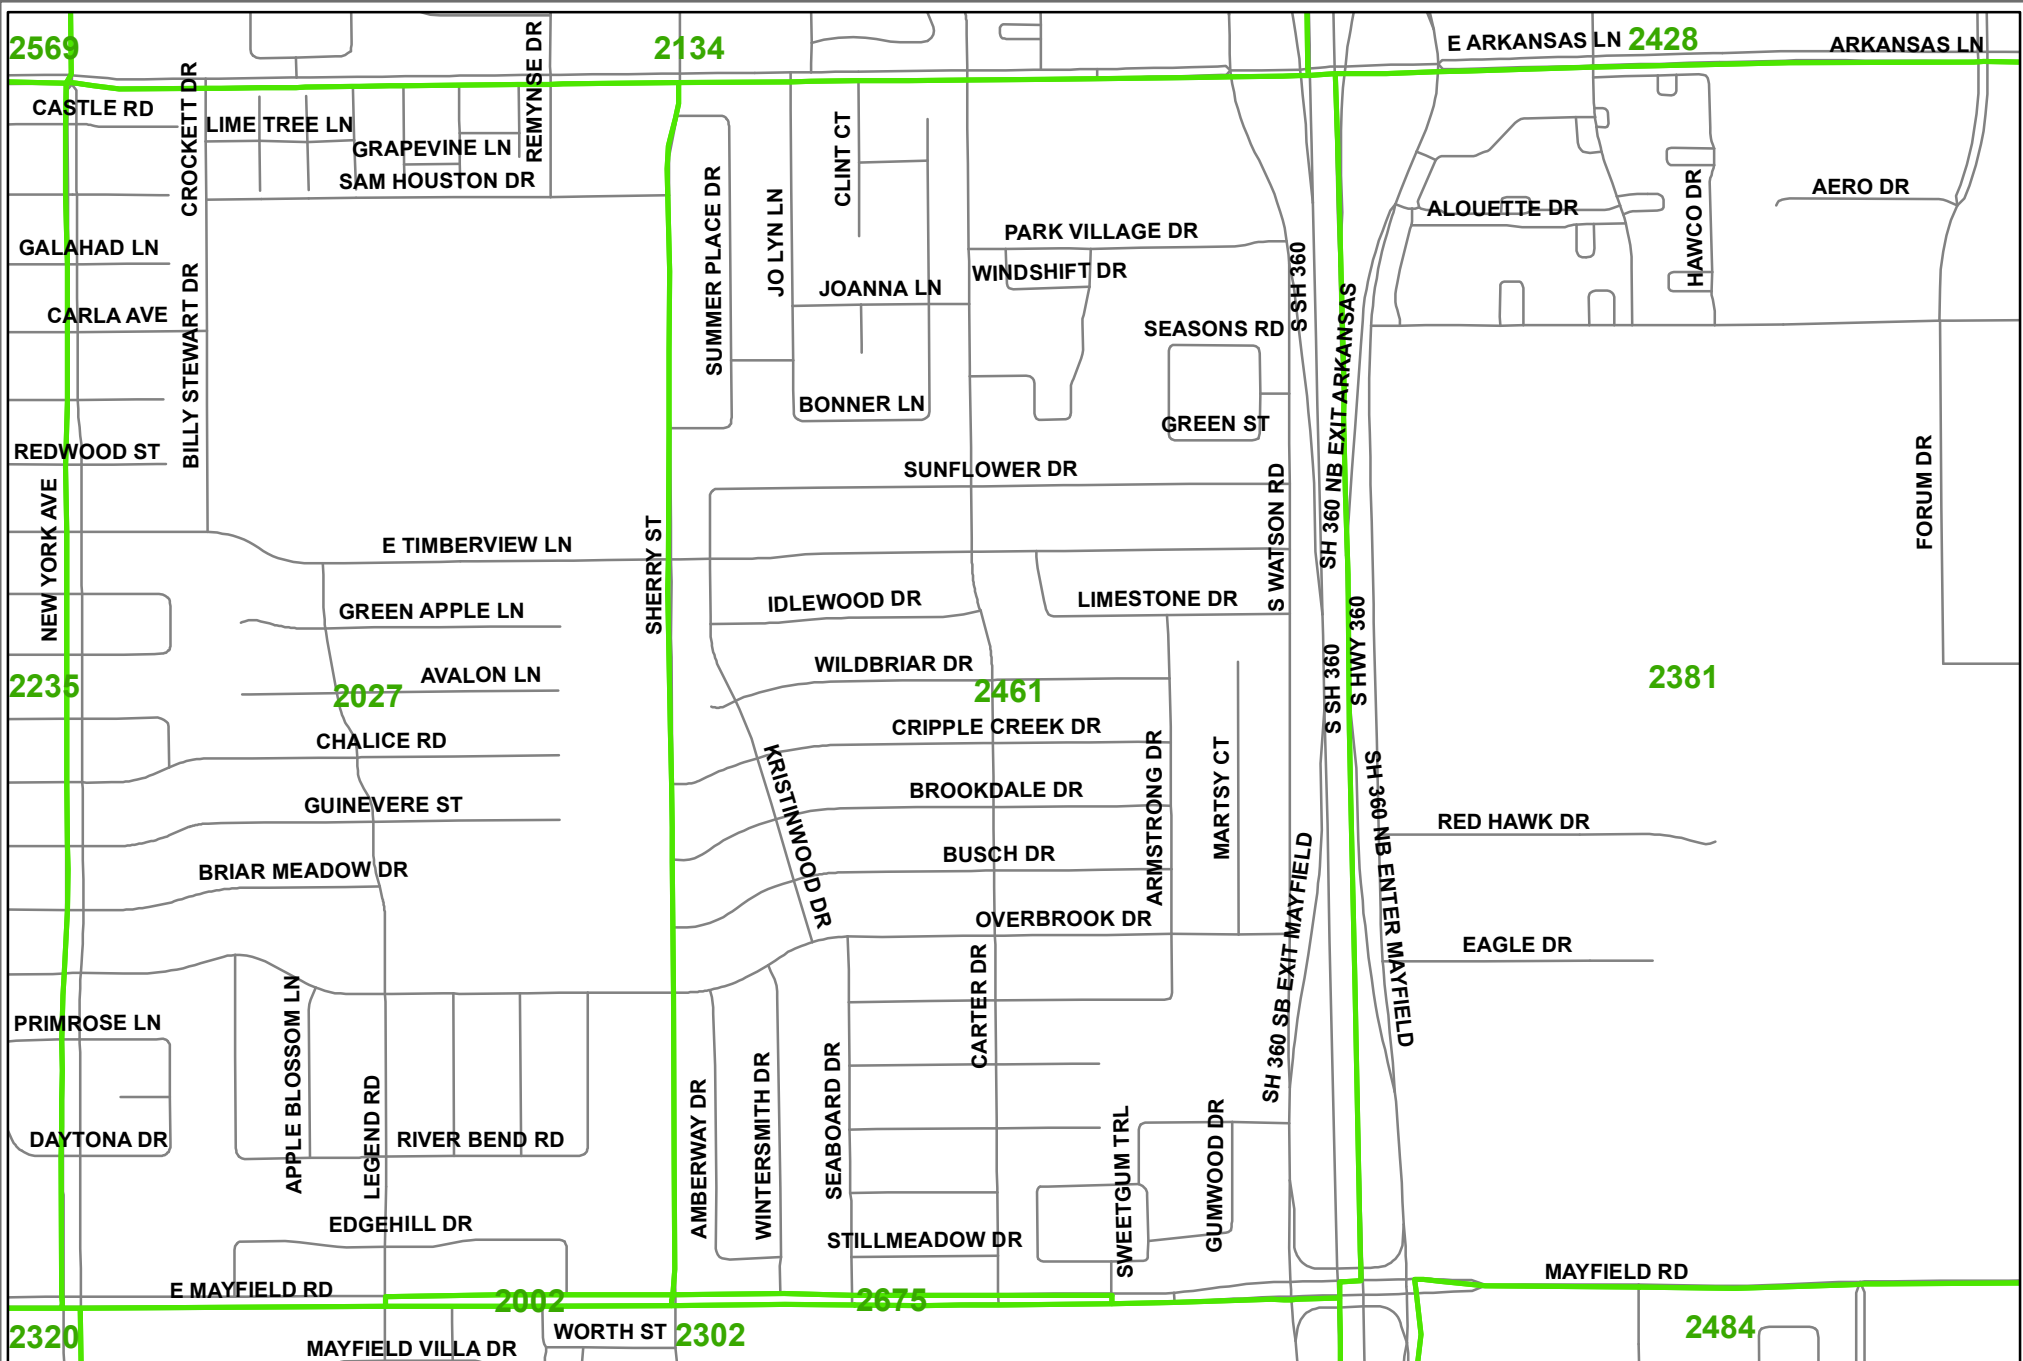 2569
2134
E ARKANSAS LN
2428
ARKANSAS LN
CASTLE RD
CROCKETT DR
LIME TREE LN
GRAPEVINE LN
REMYNSE DR
SAM HOUSTON DR
SUMMER PLACE DR
JO LYN LN
CLINT CT
ALOUETTE DR
HAWCO DR
AERO DR
GALAHAD LN
PARK VILLAGE DR
WINDSHIFT DR
S SH 360
JOANNA LN
CARLA AVE
BILLY STEWART DR
SEASONS RD
SH 360 NB EXIT ARKANSAS
BONNER LN
GREEN ST
REDWOOD ST
SUNFLOWER DR
S WATSON RD
FORUM DR
NEW YORK AVE
E TIMBERVIEW LN
SHERRY ST
GREEN APPLE LN
IDLEWOOD DR
LIMESTONE DR
S HWY 360
S SH 360
AVALON LN
WILDBRIAR DR
2235
2027
2461
2381
CHALICE RD
CRIPPLE CREEK DR
KRISTINWOOD DR
BROOKDALE DR
ARMSTRONG DR
MARTSY CT
GUINEVERE ST
RED HAWK DR
BRIAR MEADOW DR
BUSCH DR
SH 360 SB EXIT MAYFIELD
SH 360 NB ENTER MAYFIELD
OVERBROOK DR
EAGLE DR
CARTER DR
PRIMROSE LN
APPLE BLOSSOM LN
LEGEND RD
AMBERWAY DR
WINTERSMITH DR
SEABOARD DR
DAYTONA DR
RIVER BEND RD
SWEETGUM TRL
GUMWOOD DR
EDGEHILL DR
STILLMEADOW DR
E MAYFIELD RD
2002
2675
MAYFIELD RD
2320
WORTH ST
2302
2484
MAYFIELD VILLA DR